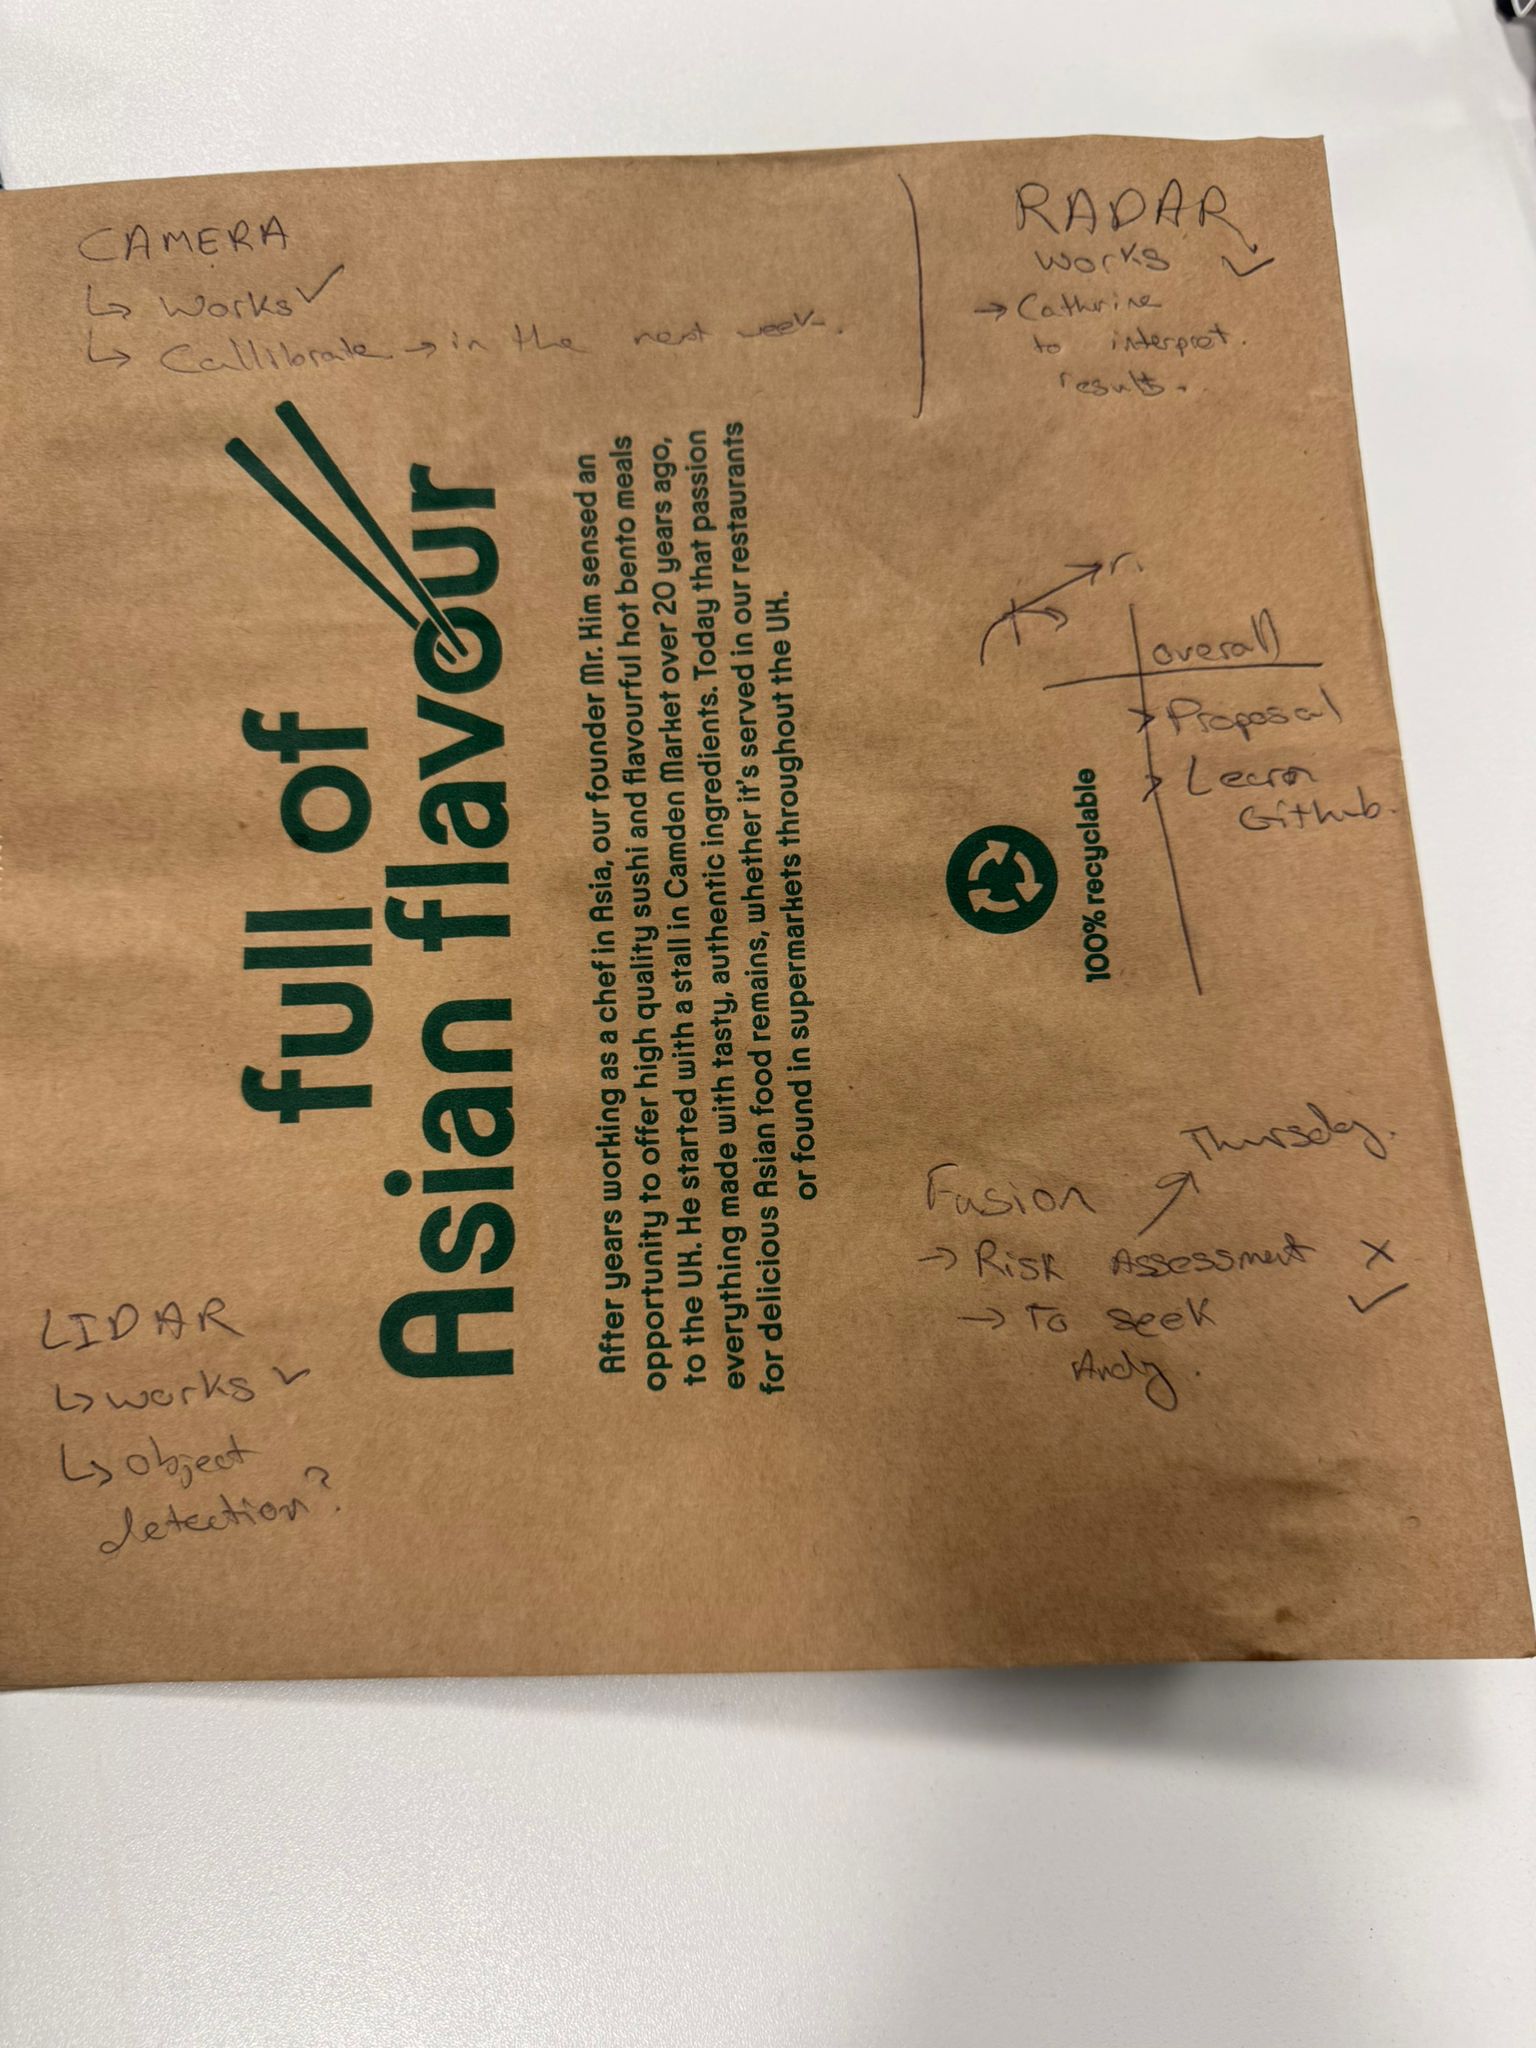 CAMERA
↳ Works ✓
↳ Callibrate → in the next week.
RADAR
works ✓
→ Cathrine
to interpret.
results.
full of
Asian flavour
After years working as a chef in Asia, our founder Mr. Kim sensed an
opportunity to offer high quality sushi and flavourful hot bento meals
to the UK. He started with a stall in Camden Market over 20 years ago,
everything made with tasty, authentic ingredients. Today that passion
for delicious Asian food remains, whether it's served in our restaurants
or found in supermarkets throughout the UK.
100% recyclable
r.
overall
> Proposal
> Learn
Github.
LIDAR
↳ works ✓
↳ object
detection?
Fusion
Thursday.
→ Risk Assessment ✗
→ To seek ✓
Andy.